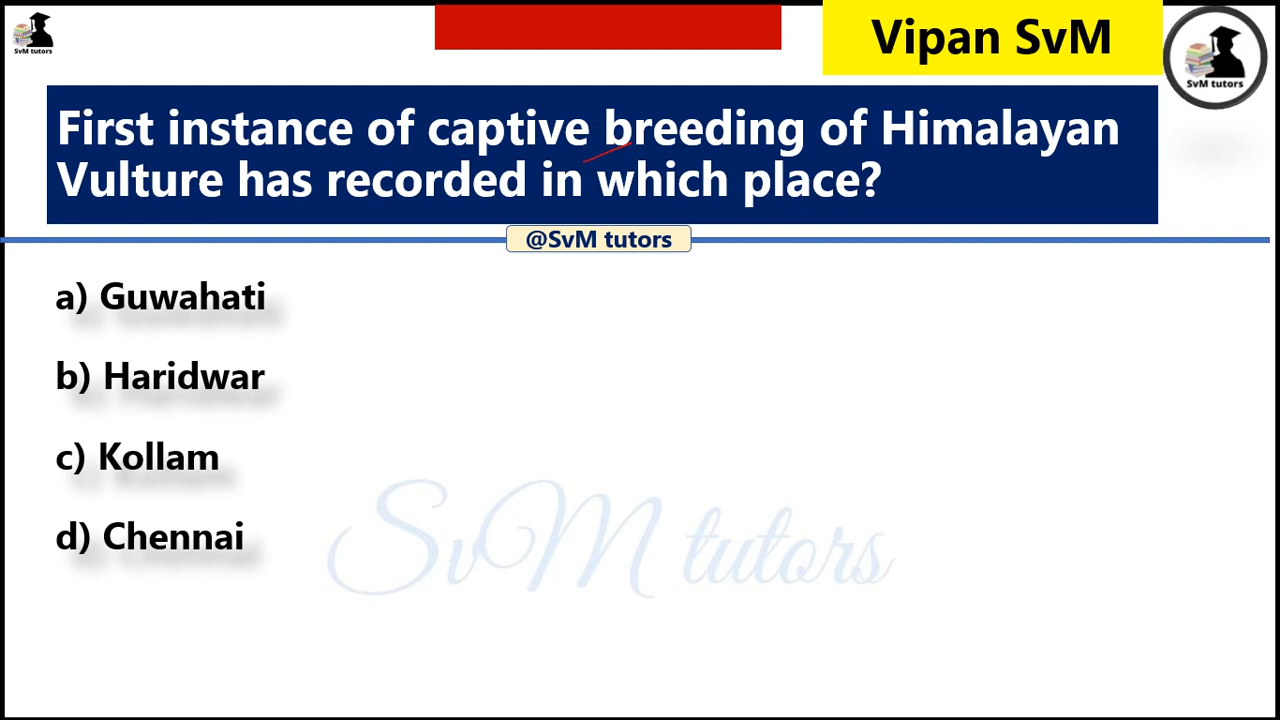 SvM tutors
Vipan SvM
SvM tutors
First instance of captive breeding of Himalayan
Vulture has recorded in which place?
@SvM tutors
a) Guwahati
b) Haridwar
c) Kollam
d) Chennai
SvM tutors